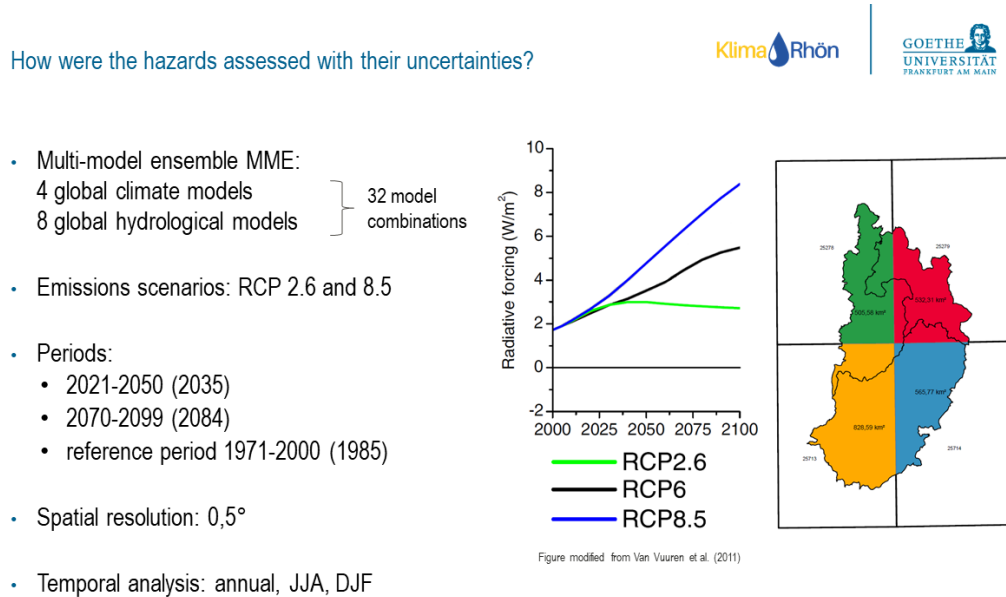 How were the hazards assessed with their uncertainties?
KlimaRhön
GOETHE
UNIVERSITÄT
FRANKFURT AM MAIN
• Multi-model ensemble MME:
4 global climate models
8 global hydrological models
32 model
combinations
• Emissions scenarios: RCP 2.6 and 8.5
• Periods:
• 2021-2050 (2035)
• 2070-2099 (2084)
• reference period 1971-2000 (1985)
• Spatial resolution: 0,5°
• Temporal analysis: annual, JJA, DJF
Radiative forcing (W/m²)
10
8
6
4
2
0
-2
2000 2025 2050 2075 2100
RCP2.6
RCP6
RCP8.5
Figure modified from Van Vuuren et al. (2011)
25278
25279
505,58 km²
532,51 km²
828,59 km²
565,77 km²
25713
25714